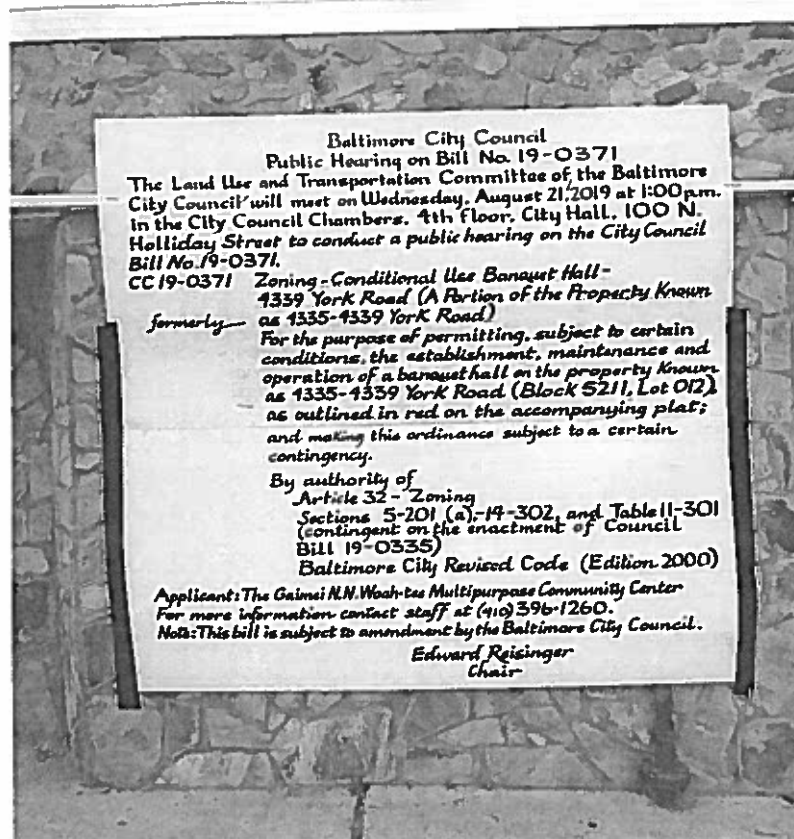 Baltimore City Council
Public Hearing on Bill No. 19-0371
The Land Use and Transportation Committee of the Baltimore
City Council will meet on Wednesday, August 21, 2019 at 1:00 p.m.
in the City Council Chambers, 4th floor, City Hall, 100 N.
Holliday Street to conduct a public hearing on the City Council
Bill No. 19-0371.
CC 19-0371 Zoning-Conditional Use Banquet Hall-
4339 York Road (A Portion of the Property Known
formerly as 4335-4339 York Road)
For the purpose of permitting, subject to certain
conditions, the establishment, maintenance and
operation of a banquet hall on the property known
as 4335-4339 York Road (Block 5211, Lot 012),
as outlined in red on the accompanying plat;
and making this ordinance subject to a certain
contingency.
By authority of
Article 32 - Zoning
Sections 5-201 (a),-14-302, and Table 11-301
(contingent on the enactment of Council
Bill 19-0335)
Baltimore City Revised Code (Edition 2000)
Applicant: The Gaimei N.N. Woah-tee Multipurpose Community Center
For more information contact staff at (410) 396-1260.
Note: This bill is subject to amendment by the Baltimore City Council.
Edward Reisinger
Chair